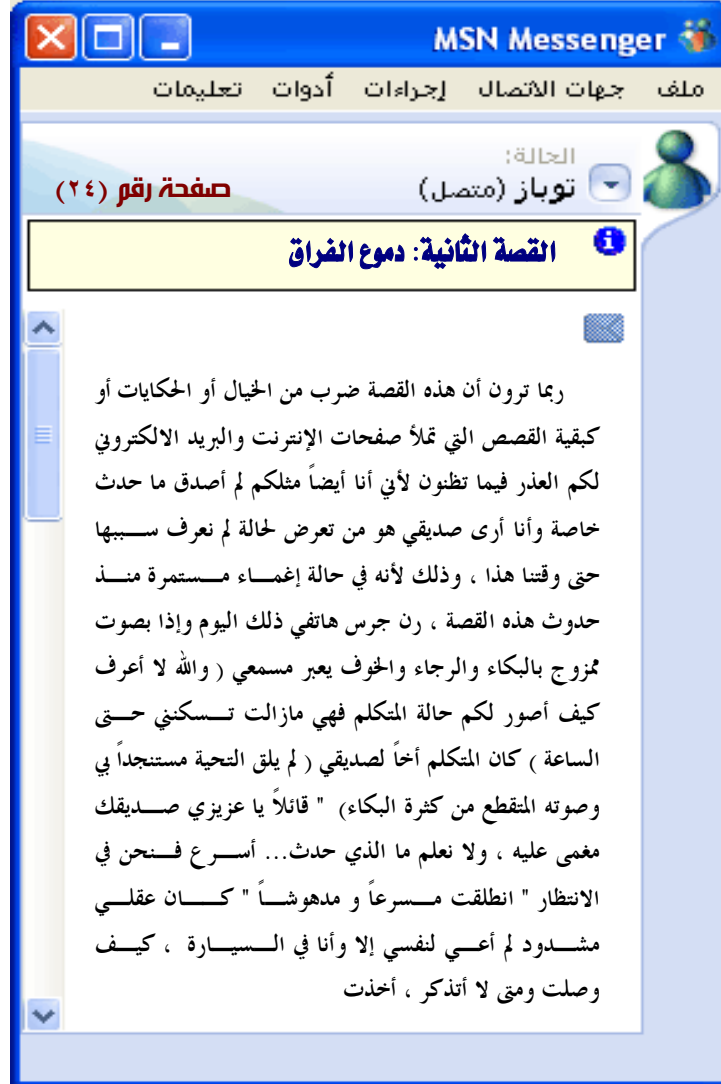 MSN Messenger
ملف جهات الاتصال إجراءات أدوات تعليمات
الحالة:
توباز (متصل)
صفحة رقم (٢٤)
القصة الثانية: دموع الفراق
ربما ترون أن هذه القصة ضرب من الخيال أو الحكايات أو
كبقية القصص التي تملأ صفحات الإنترنت والبريد الالكتروني
لكم العذر فيما تظنون لأني أنا أيضاً مثلكم لم أصدق ما حدث
خاصة وأنا أرى صديقي هو من تعرض لحالة لم نعرف سببها
حتى وقتنا هذا ، وذلك لأنه في حالة إغماء مستمرة منذ
حدوث هذه القصة ، رن جرس هاتفي ذلك اليوم وإذا بصوت
ممزوج بالبكاء والرجاء والخوف يعبر مسمعي ( والله لا أعرف
كيف أصور لكم حالة المتكلم فهي مازالت تسكنني حتى
الساعة ) كان المتكلم أخاً لصديقي ( لم يلق التحية مستنجداً بي
وصوته المتقطع من كثرة البكاء) " قائلاً يا عزيزي صديقك
مغمى عليه ، ولا نعلم ما الذي حدث... أسرع فنحن في
الانتظار " انطلقت مسرعاً و مدهوشاً " كان عقلي
مشدود لم أعي لنفسي إلا وأنا في السيارة ، كيف
وصلت ومتى لا أتذكر ، أخذت